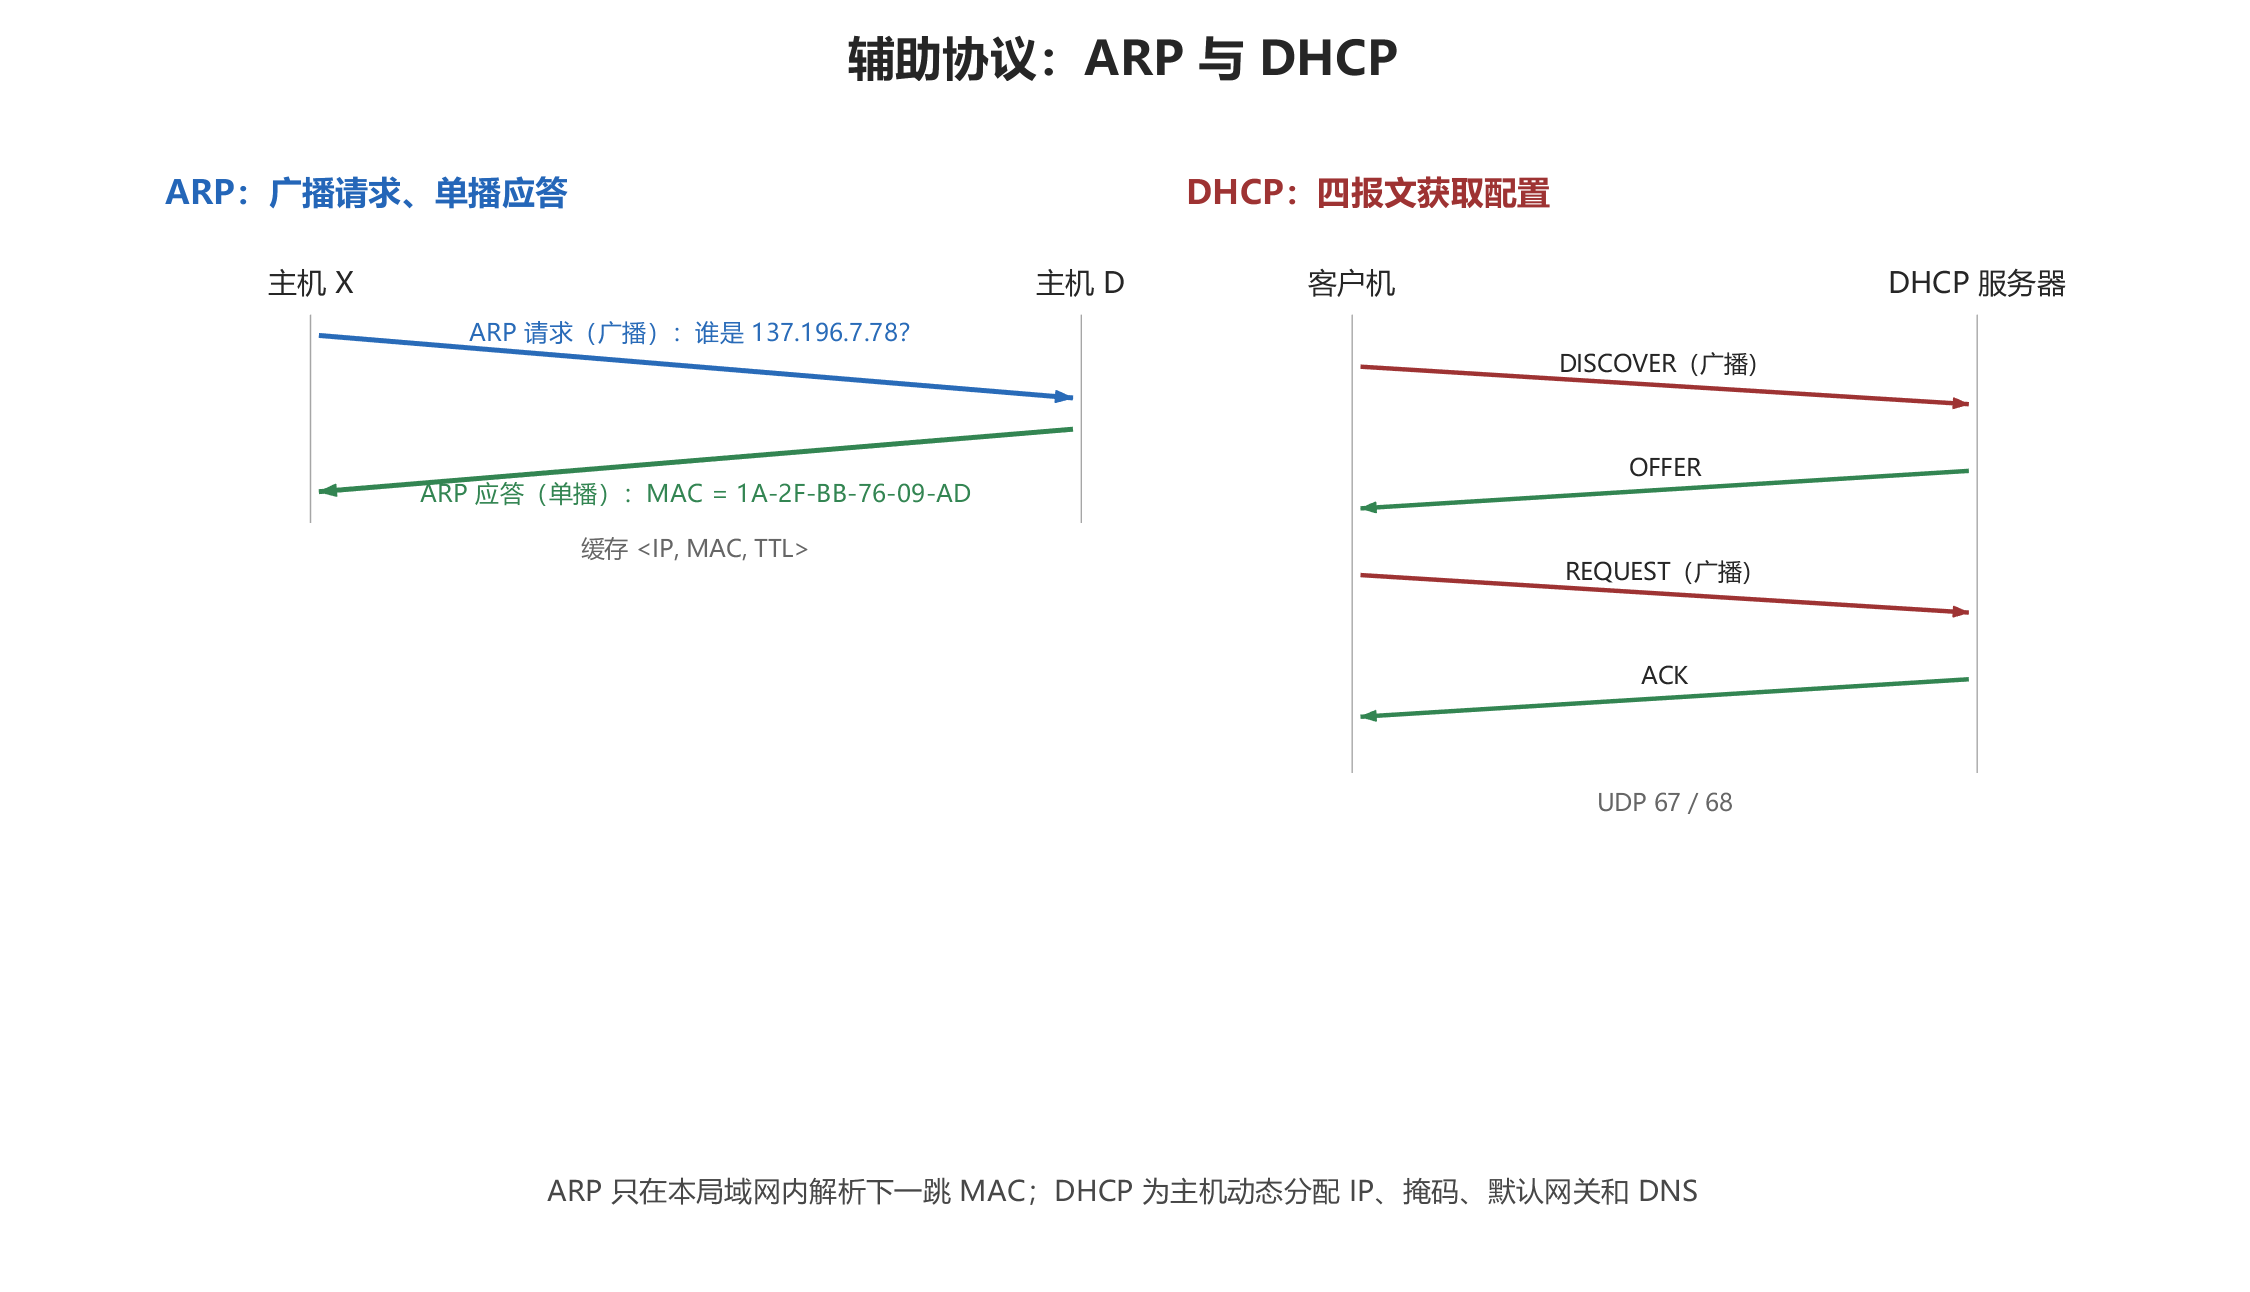 辅助协议：ARP 与 DHCP
ARP：广播请求、单播应答
主机 X
主机 D
ARP 请求（广播）：谁是 137.196.7.78?
ARP 应答（单播）：MAC = 1A-2F-BB-76-09-AD
缓存 <IP, MAC, TTL>
DHCP：四报文获取配置
客户机
DHCP 服务器
DISCOVER（广播）
OFFER
REQUEST（广播）
ACK
UDP 67 / 68
ARP 只在本局域网内解析下一跳 MAC；DHCP 为主机动态分配 IP、掩码、默认网关和 DNS